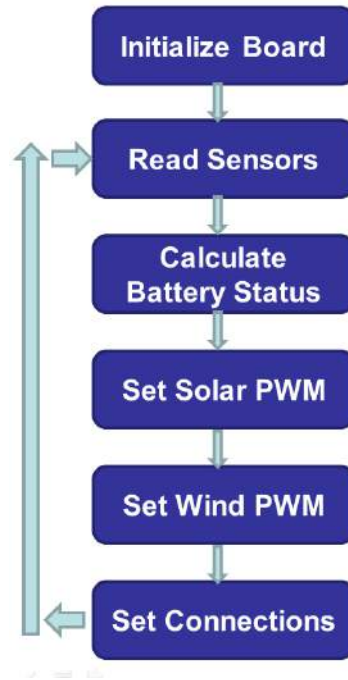 Initialize Board
Read Sensors
Calculate
Battery Status
Set Solar PWM
Set Wind PWM
Set Connections